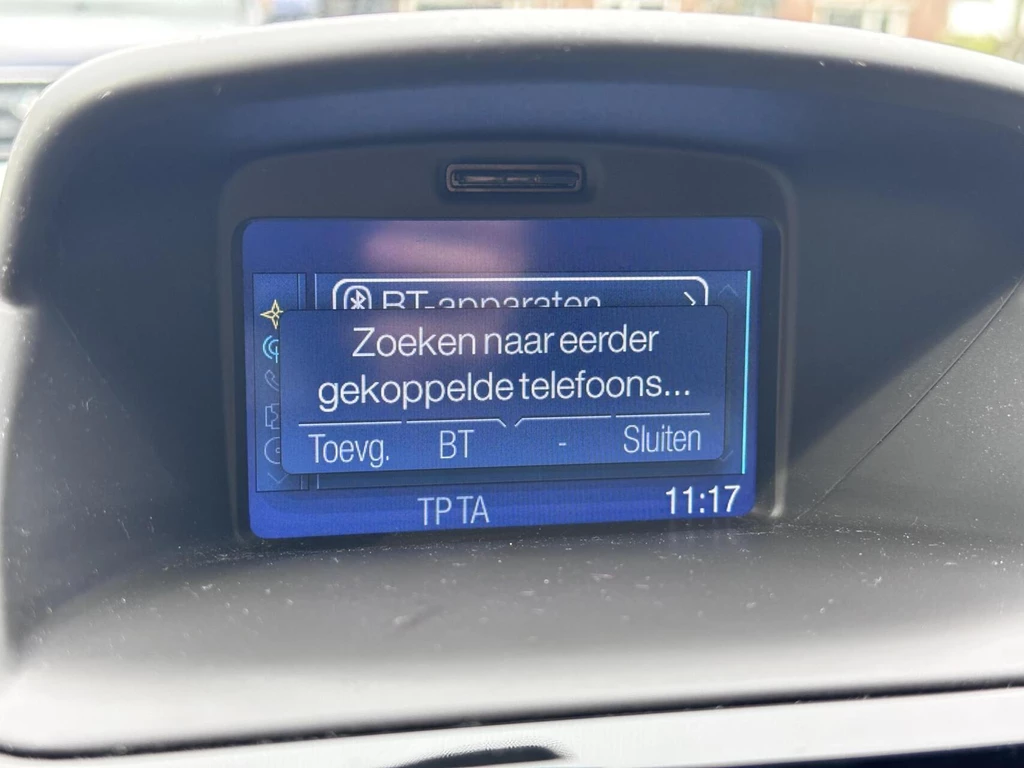 BT-apparaten
Zoeken naar eerder
gekoppelde telefoons...
Toevg. BT - Sluiten
TP TA 11:17